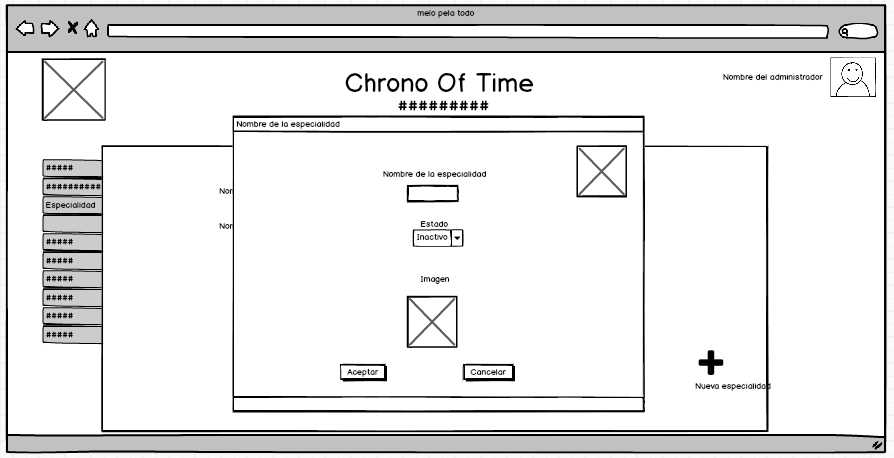 meio pela todo
Chrono Of Time
#########
Nombre del administrador
Nombre de la especialidad
#####
##########
Especialidad
#####
#####
#####
#####
#####
#####
Nor
Nor
Nombre de la especialidad
Estado
Inactivo
Imagen
Aceptar
Cancelar
Nueva especialidad